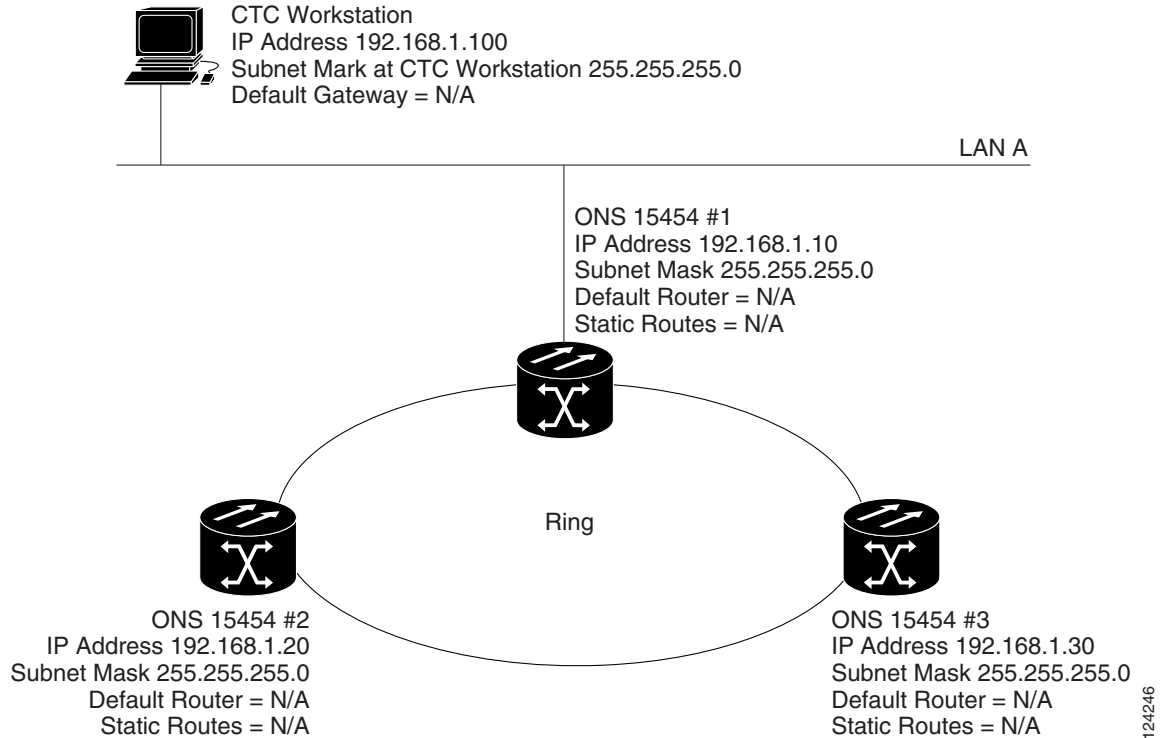 CTC Workstation
IP Address 192.168.1.100
Subnet Mark at CTC Workstation 255.255.255.0
Default Gateway = N/A
LAN A
ONS 15454 #1
IP Address 192.168.1.10
Subnet Mask 255.255.255.0
Default Router = N/A
Static Routes = N/A
Ring
ONS 15454 #2
IP Address 192.168.1.20
Subnet Mask 255.255.255.0
Default Router = N/A
Static Routes = N/A
ONS 15454 #3
IP Address 192.168.1.30
Subnet Mask 255.255.255.0
Default Router = N/A
Static Routes = N/A
124246